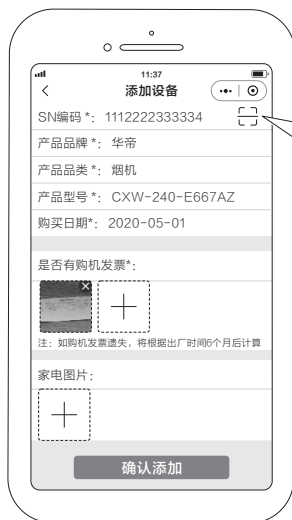 11:37
添加设备
SN编码 *: 1112222333334
产品品牌 *: 华帝
产品品类 *: 烟机
产品型号 *: CXW-240-E667AZ
购买日期*: 2020-05-01
是否有购机发票*:
注: 如购机发票遗失，将根据出厂时间6个月后计算
家电图片:
确认添加